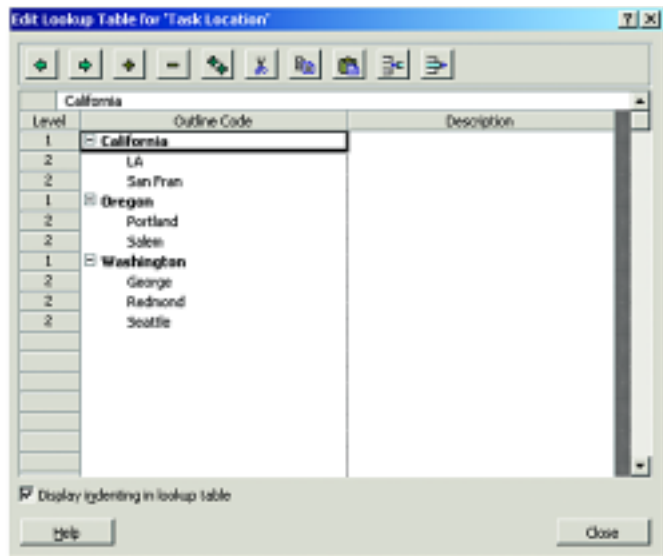 Edit Lookup Table for 'Task Location'
California
Level Outline Code Description
1 California
2 LA
2 San Fran
1 Oregon
2 Portland
2 Salem
1 Washington
2 George
2 Redmond
2 Seattle
Display indenting in lookup table
Help Close